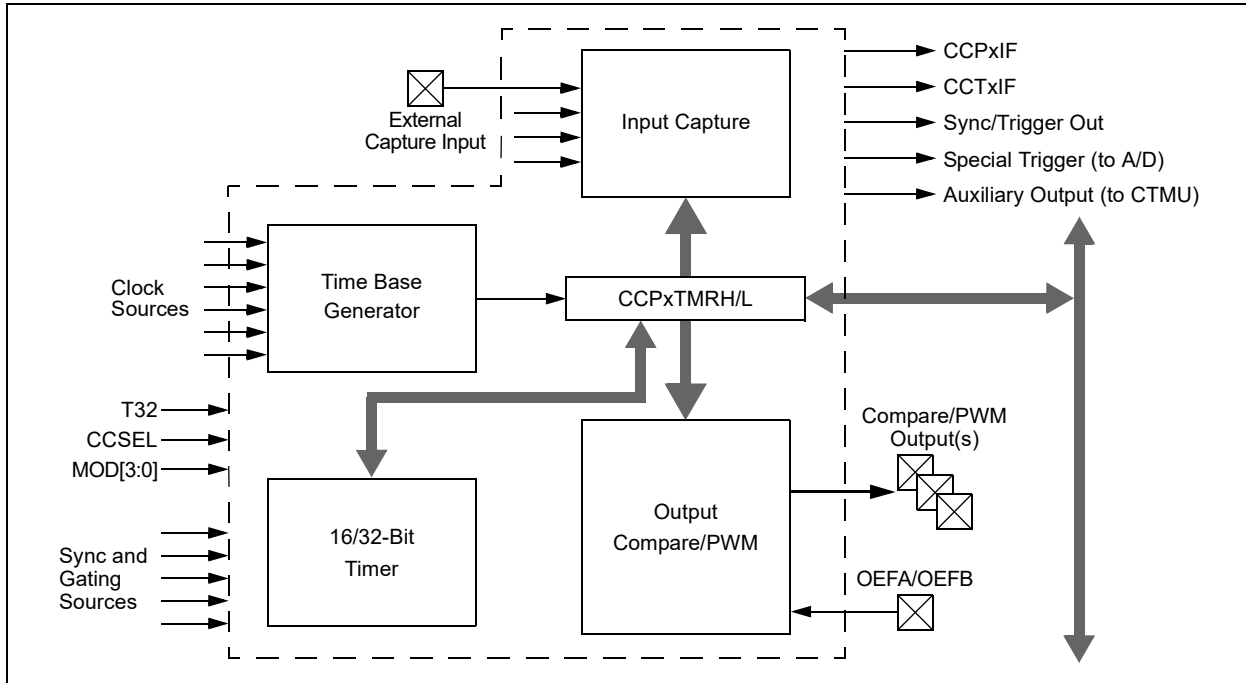 CCPxIF
CCTxIF
Sync/Trigger Out
Special Trigger (to A/D)
Auxiliary Output (to CTMU)
External
Capture Input
Input Capture
Clock
Sources
Time Base
Generator
CCPxTMRH/L
T32
CCSEL
MOD[3:0]
Sync and
Gating
Sources
16/32-Bit
Timer
Output
Compare/PWM
Compare/PWM
Output(s)
OEFA/OEFB